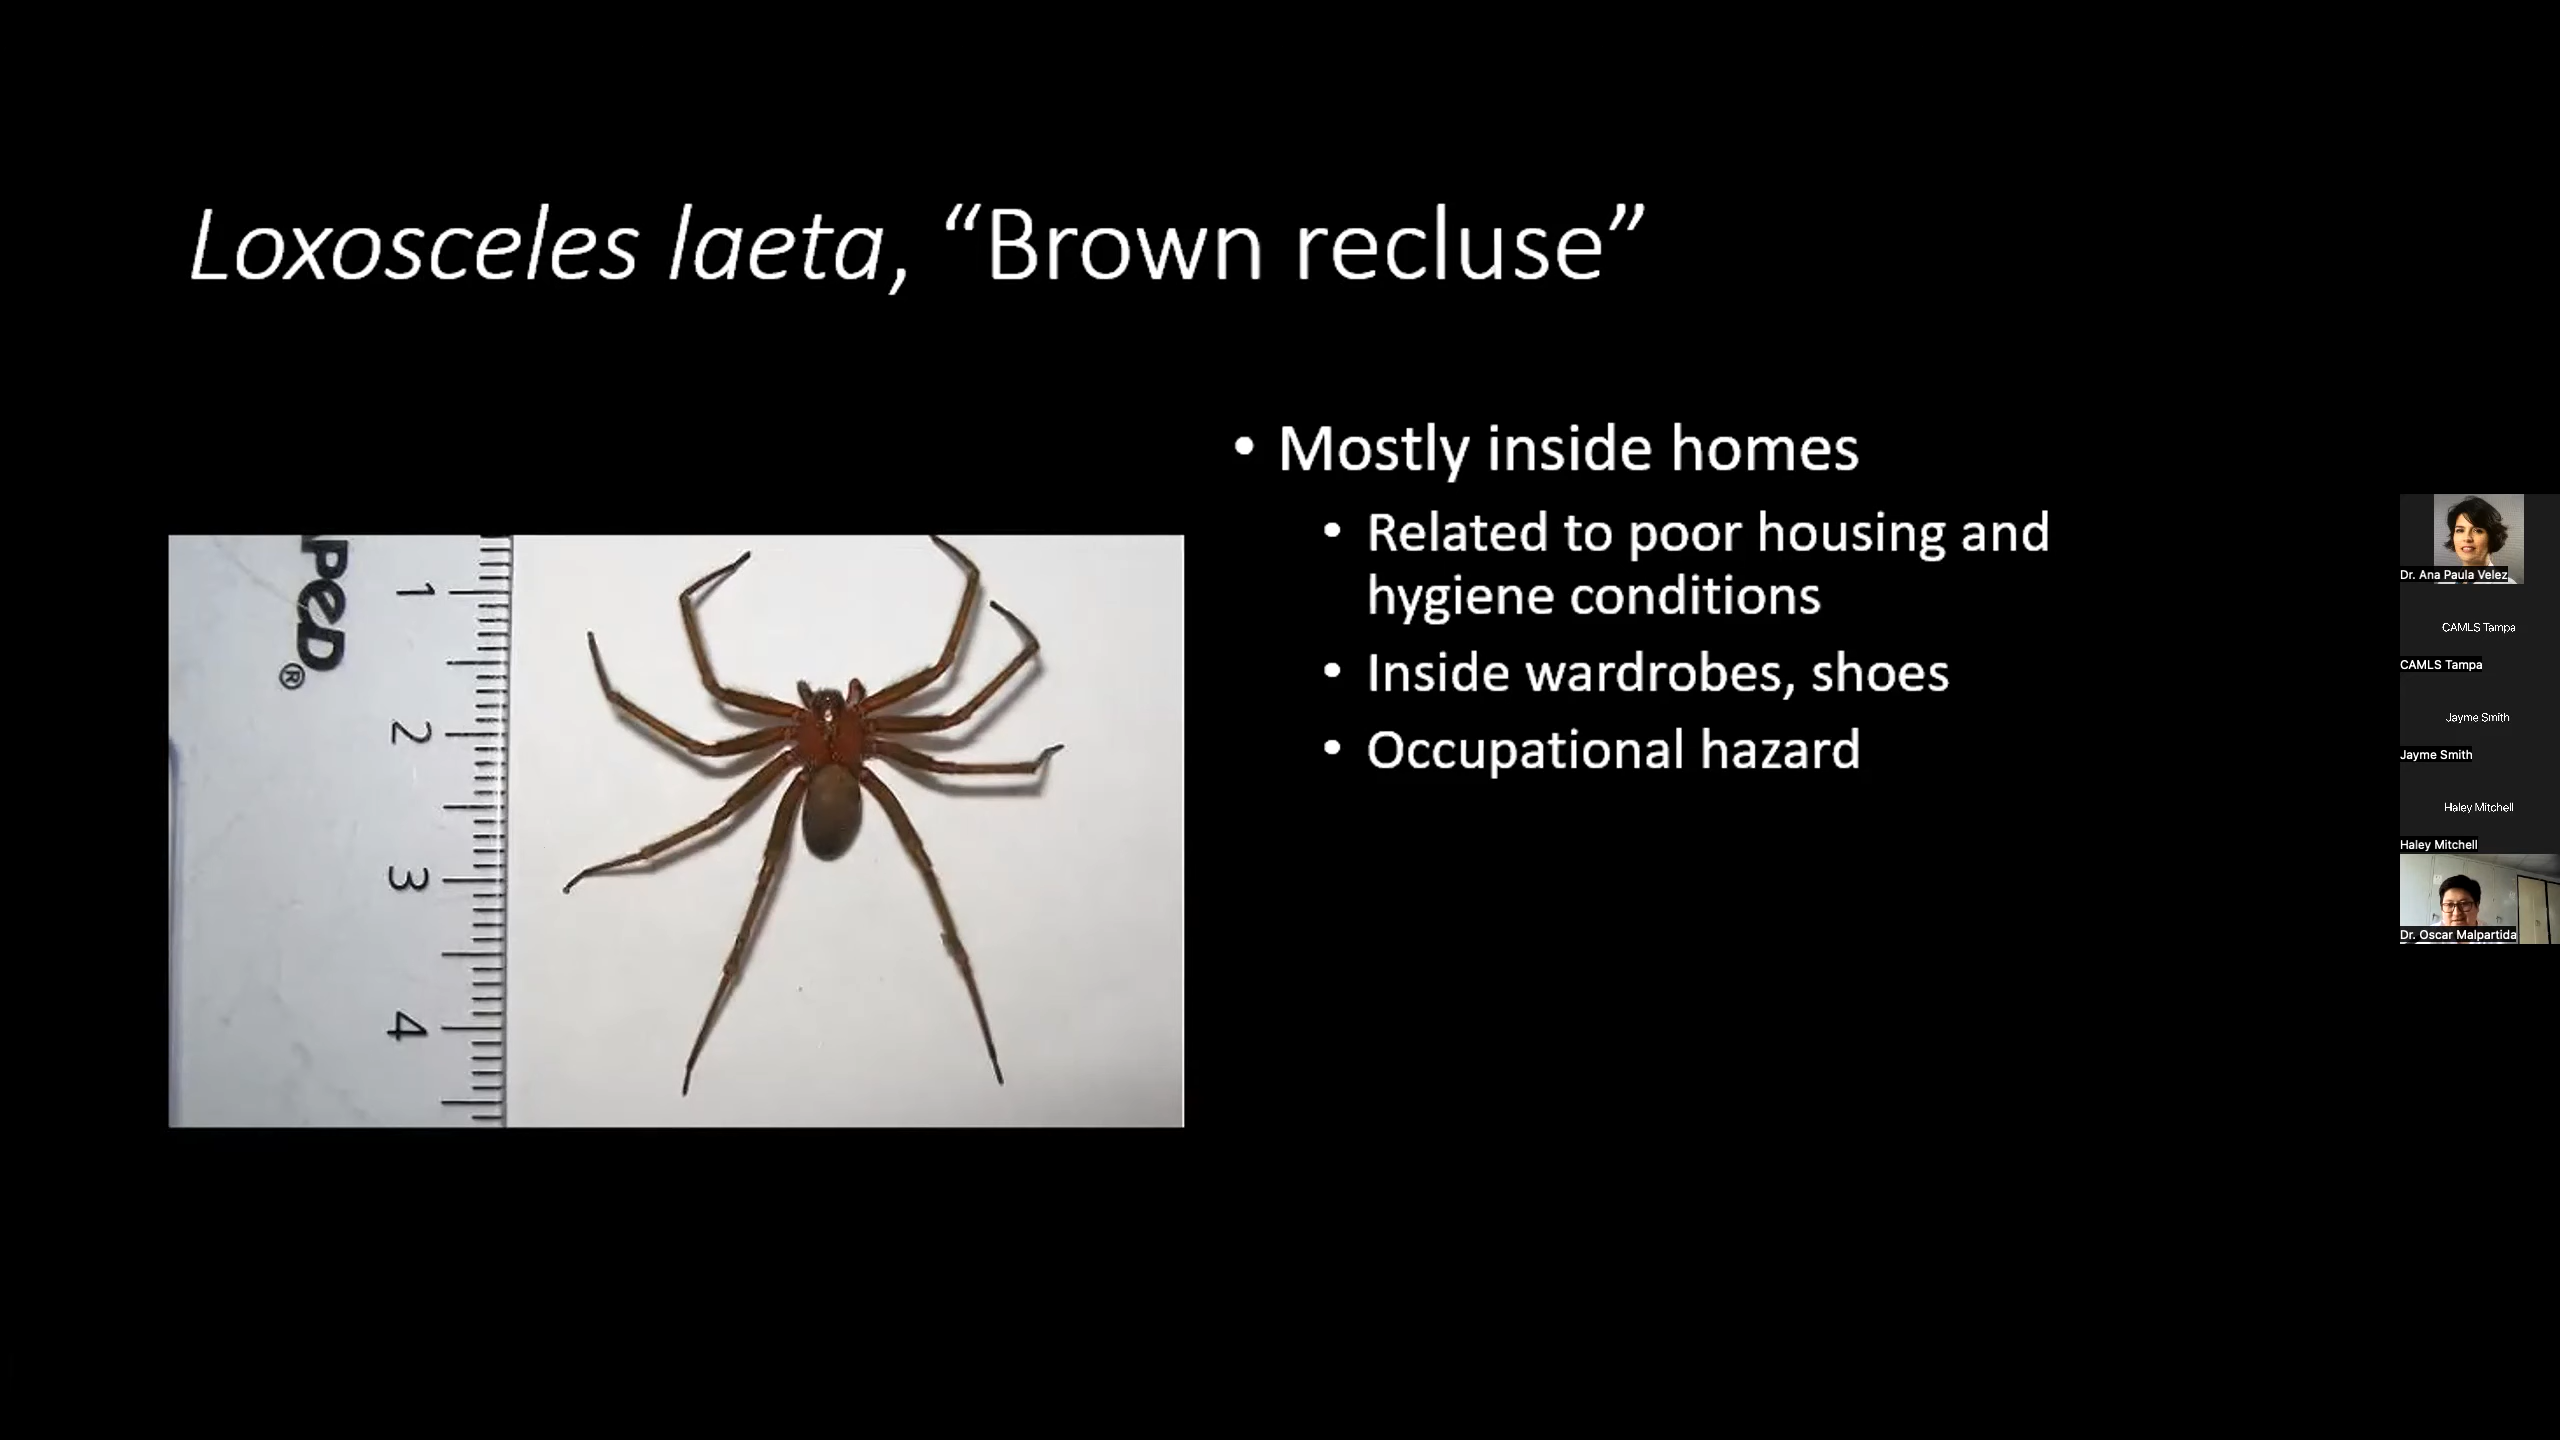 Loxosceles laeta, “Brown recluse”
• Mostly inside homes
• Related to poor housing and
hygiene conditions
• Inside wardrobes, shoes
• Occupational hazard
PeD®
1
2
3
4
Dr. Ana Paula Velez
CAMLS Tampa
CAMLS Tampa
Jayme Smith
Jayme Smith
Haley Mitchell
Haley Mitchell
Dr. Oscar Malpartida